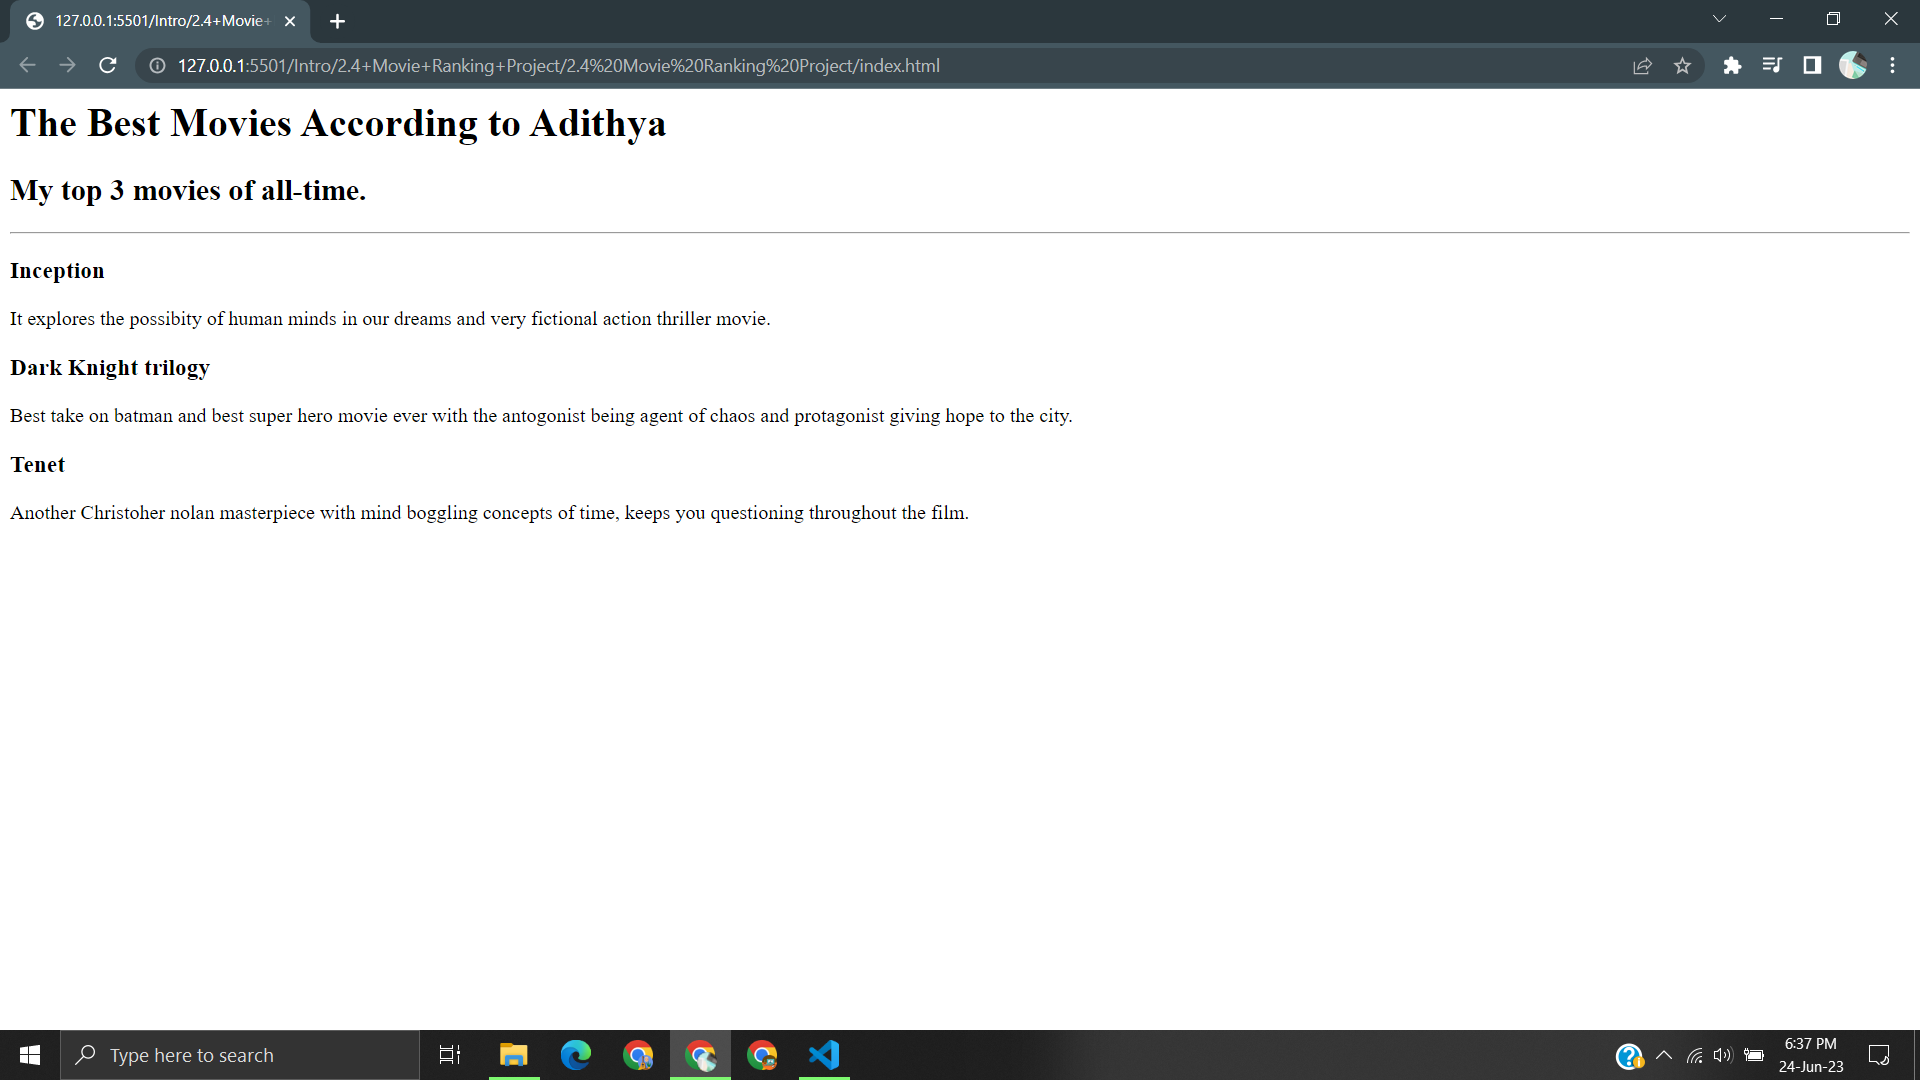 127.0.0.1:5501/Intro/2.4+Movie+
127.0.0.1:5501/Intro/2.4+Movie+Ranking+Project/2.4%20Movie%20Ranking%20Project/index.html
The Best Movies According to Adithya
My top 3 movies of all-time.
Inception
It explores the possibity of human minds in our dreams and very fictional action thriller movie.
Dark Knight trilogy
Best take on batman and best super hero movie ever with the antogonist being agent of chaos and protagonist giving hope to the city.
Tenet
Another Christoher nolan masterpiece with mind boggling concepts of time, keeps you questioning throughout the film.
Type here to search
6:37 PM
24-Jun-23